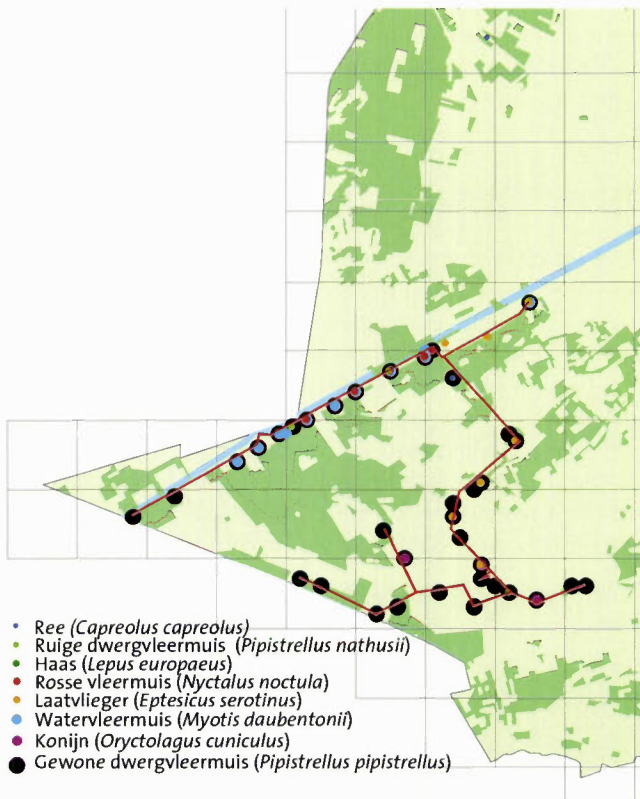 Ree (Capreolus capreolus)
Ruige dwergvleermuis (Pipistrellus nathusii)
Haas (Lepus europaeus)
Rosse vleermuis (Nyctalus noctula)
Laatvlieger (Eptesicus serotinus)
Watervleermuis (Myotis daubentonii)
Konijn (Oryctolagus cuniculus)
Gewone dwergvleermuis (Pipistrellus pipistrellus)